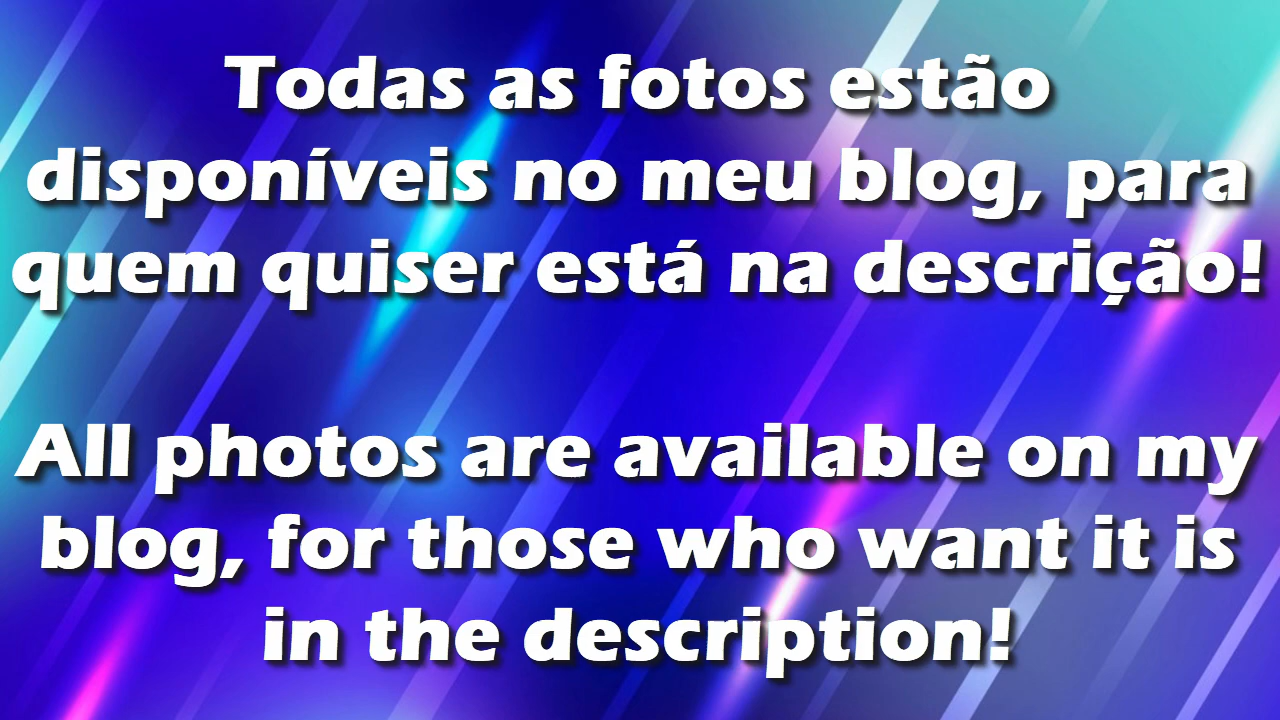 Todas as fotos estão
disponíveis no meu blog, para
quem quiser está na descrição!
All photos are available on my
blog, for those who want it is
in the description!